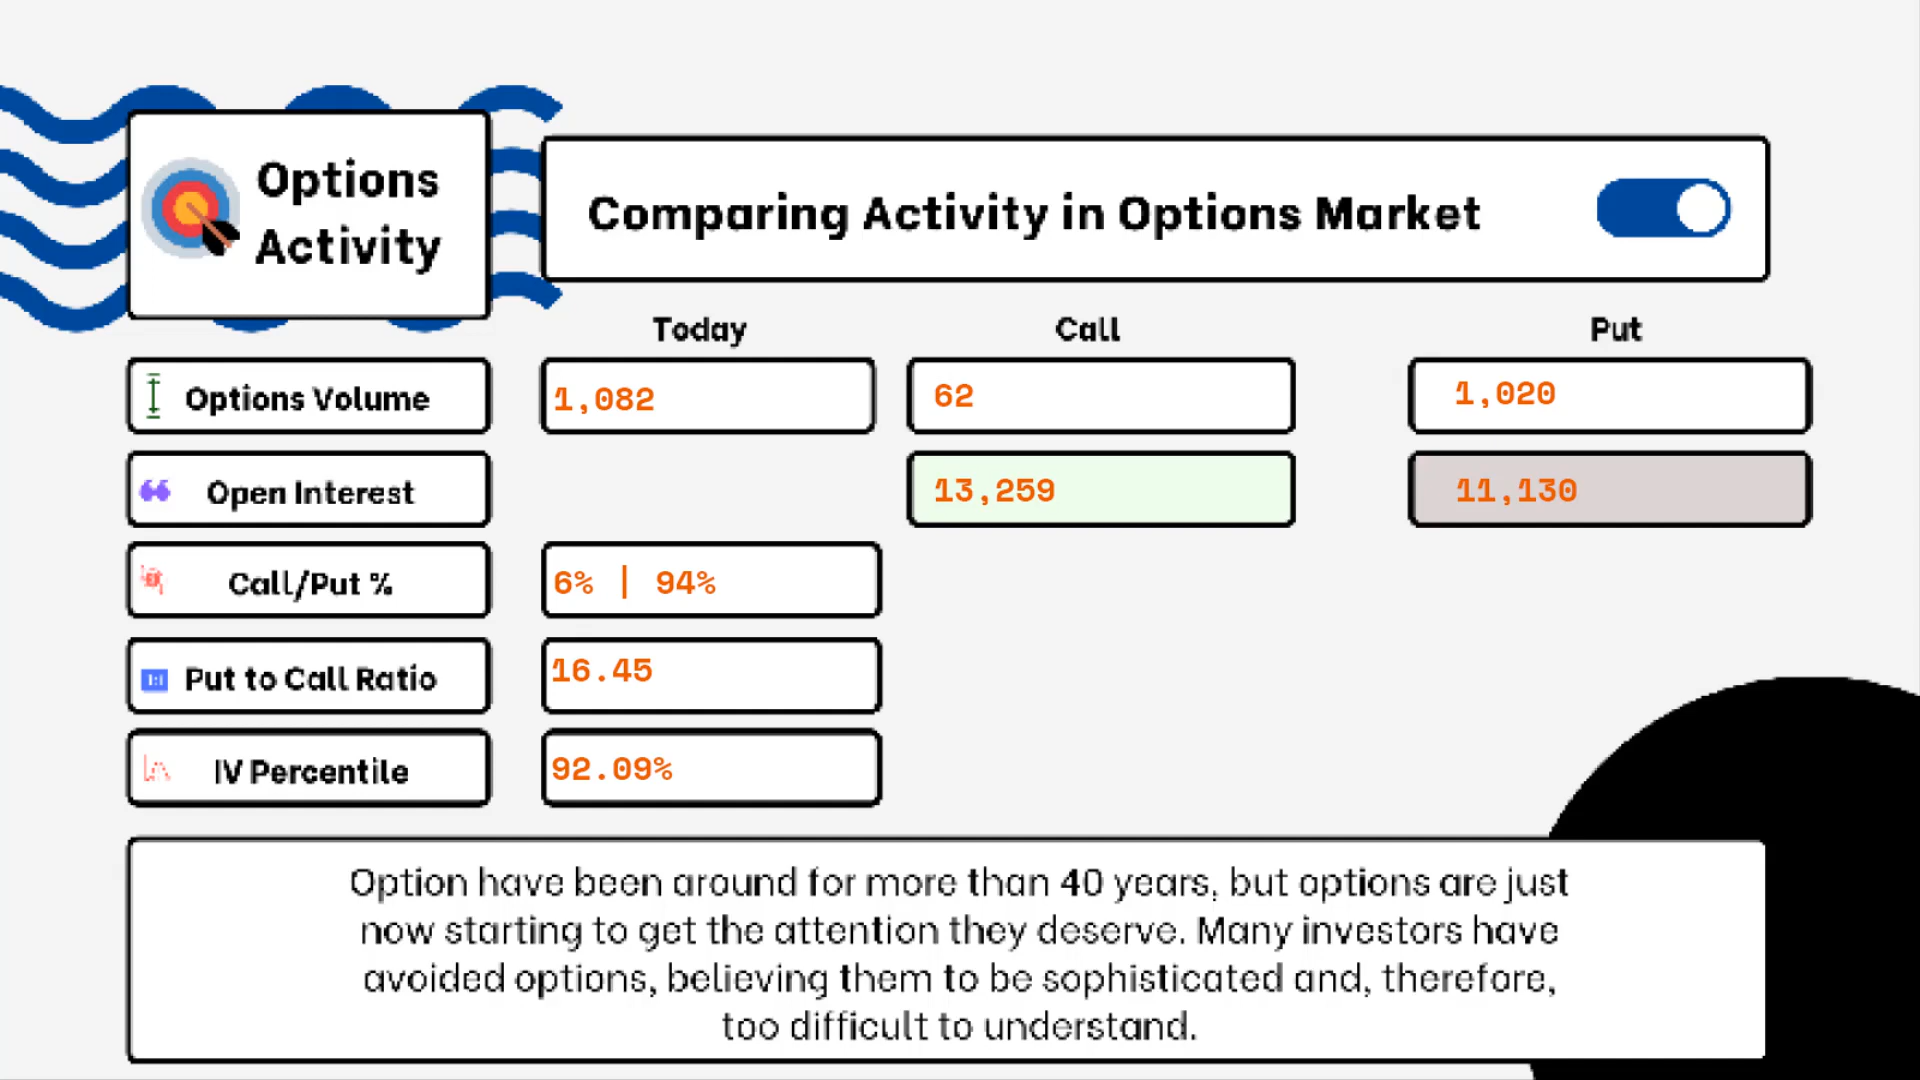 Options
Activity
Comparing Activity in Options Market
Today Call Put
Options Volume 1,082 62 1,020
Open Interest 13,259 11,130
Call/Put % 6% | 94%
Put to Call Ratio 16.45
IV Percentile 92.09%
Option have been around for more than 40 years, but options are just
now starting to get the attention they deserve. Many investors have
avoided options, believing them to be sophisticated and, therefore,
too difficult to understand.